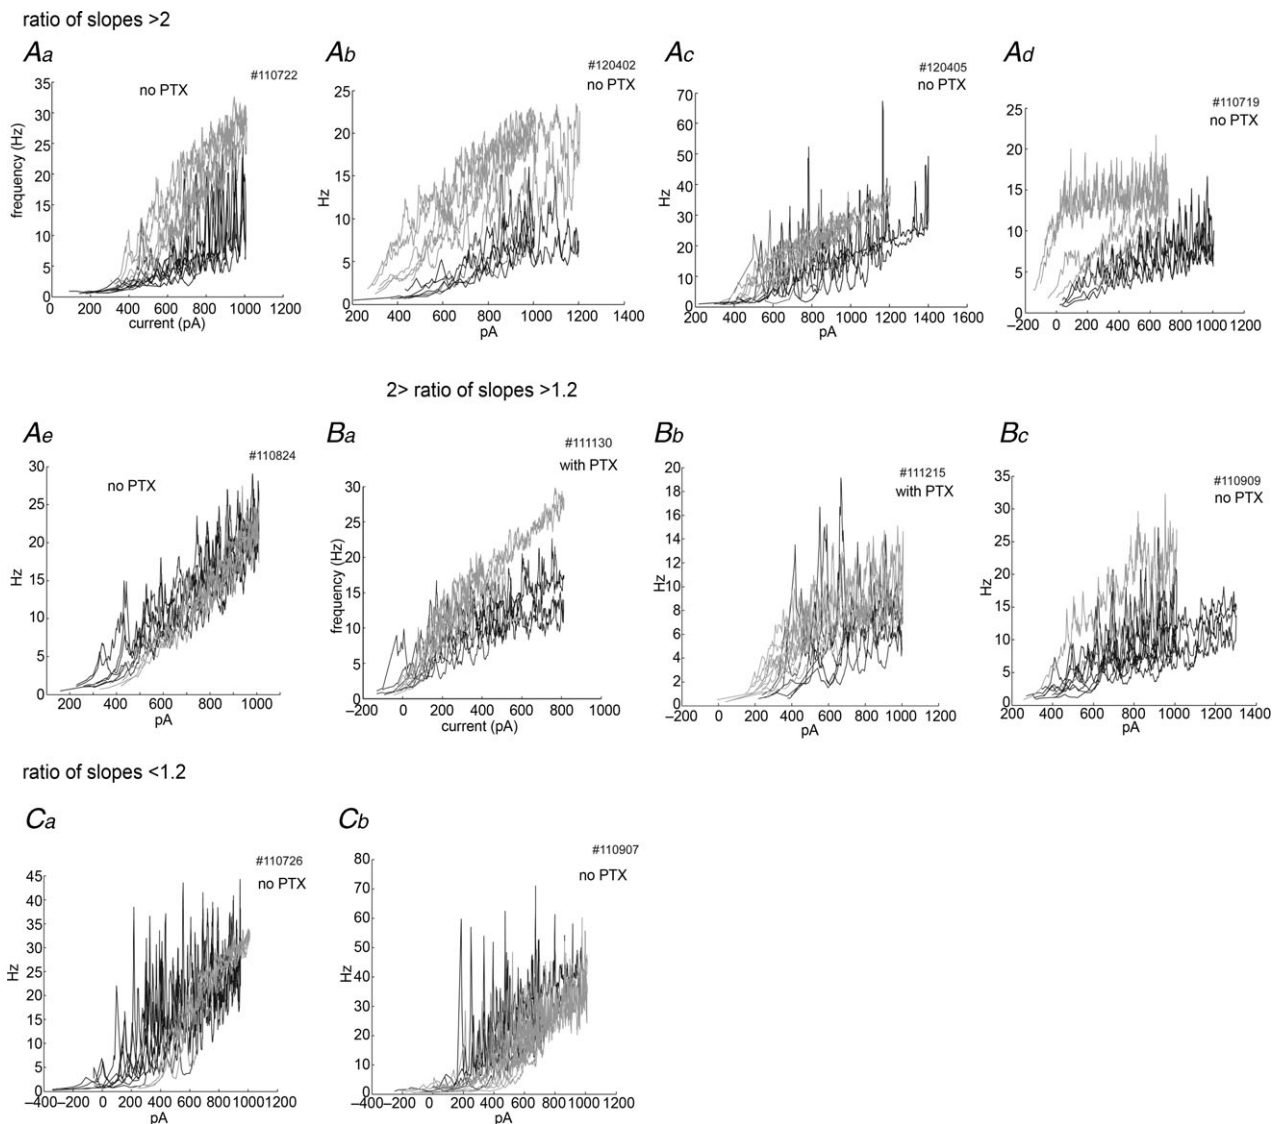 ratio of slopes >2
Aa
no PTX
#110722
frequency (Hz)
35
30
25
20
15
10
5
0
0 200 400 600 800 1000 1200
current (pA)
Ab
#120402
no PTX
Hz
25
20
15
10
5
0
200 400 600 800 1000 1200 1400
pA
Ac
#120405
no PTX
Hz
70
60
50
40
30
20
10
0
200 400 600 800 1000 1200 1400 1600
pA
Ad
#110719
no PTX
25
20
15
10
5
0
–200 0 200 400 600 800 1000 1200
2> ratio of slopes >1.2
Ae
#110824
no PTX
Hz
30
25
20
15
10
5
0
200 400 600 800 1000
pA
Ba
#111130
with PTX
frequency (Hz)
30
25
20
15
10
5
0
–200 0 200 400 600 800 1000
current (pA)
Bb
#111215
with PTX
Hz
20
18
16
14
12
10
8
6
4
2
0
–200 0 200 400 600 800 1000 1200
pA
Bc
#110909
no PTX
Hz
35
30
25
20
15
10
5
0
200 400 600 800 1000 1200 1400
pA
ratio of slopes <1.2
Ca
#110726
no PTX
Hz
45
40
35
30
25
20
15
10
5
0
–400–200 0 200 400 600 800 1000 1200
pA
Cb
#110907
no PTX
Hz
80
70
60
50
40
30
20
10
0
–400–200 0 200 400 600 800 1000 1200
pA